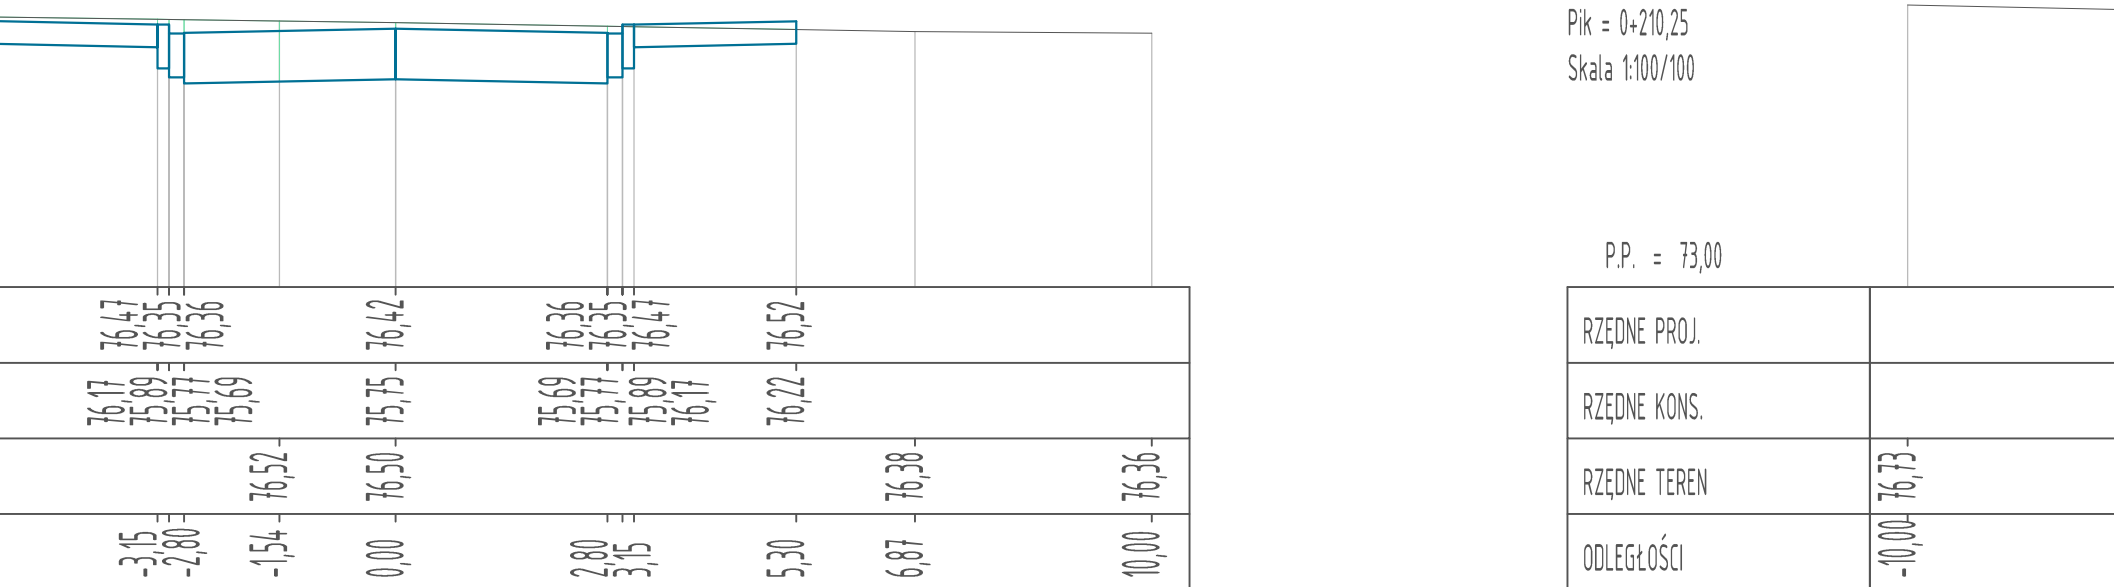 Pik = 0+210,25
Skala 1:100/100
P.P. = 73,00
76,47 76,35 76,36 76,42 76,36 76,35 76,47 76,52
RZĘDNE PROJ.
76,17 75,89 75,77 75,69 75,75 75,69 75,77 75,89 76,17 76,22
RZĘDNE KONS.
76,52 76,50 76,38 76,36
RZĘDNE TEREN 76,73
-3,15 -2,80 -1,54 0,00 2,80 3,15 5,30 6,87 10,00
ODLEGŁOŚCI -10,00